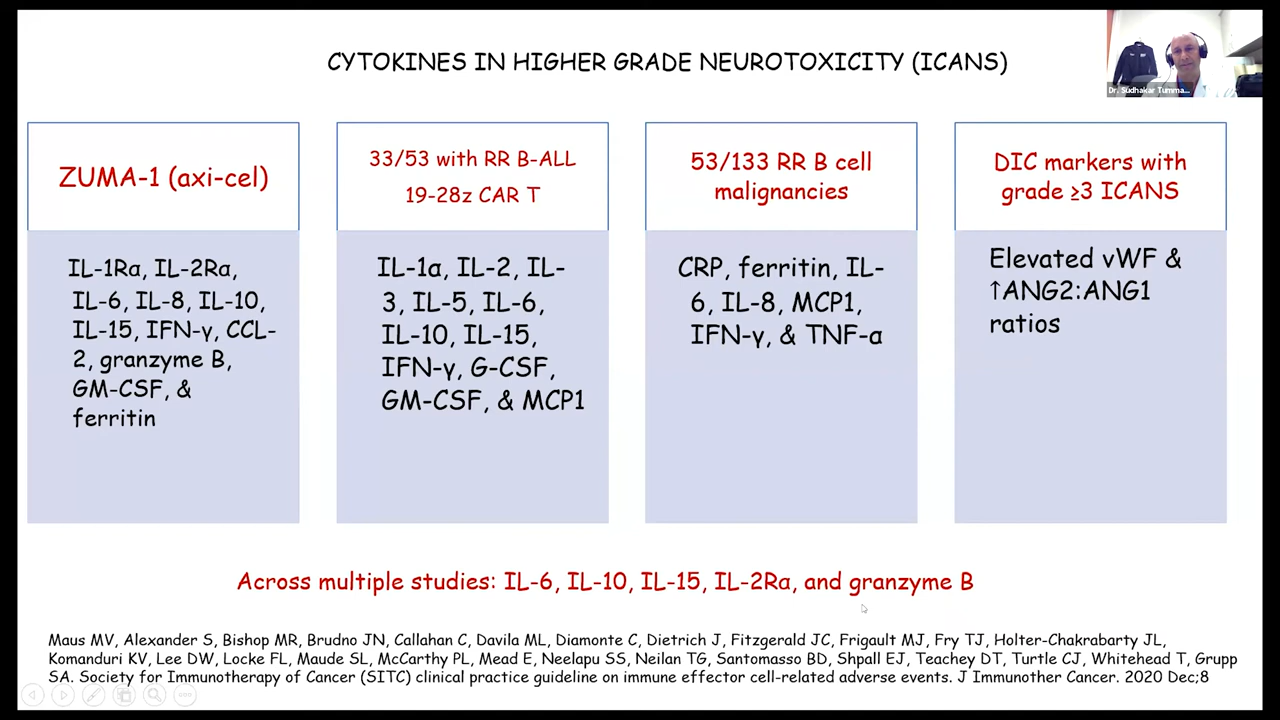 CYTOKINES IN HIGHER GRADE NEUROTOXICITY (ICANS)
Dr. Sudhakar Tumma...
ZUMA-1 (axi-cel)
IL-1Rα, IL-2Rα,
IL-6, IL-8, IL-10,
IL-15, IFN-γ, CCL-
2, granzyme B,
GM-CSF, &
ferritin
33/53 with RR B-ALL
19-28z CAR T
IL-1α, IL-2, IL-
3, IL-5, IL-6,
IL-10, IL-15,
IFN-γ, G-CSF,
GM-CSF, & MCP1
53/133 RR B cell
malignancies
CRP, ferritin, IL-
6, IL-8, MCP1,
IFN-γ, & TNF-α
DIC markers with
grade ≥3 ICANS
Elevated vWF &
↑ANG2:ANG1
ratios
Across multiple studies: IL-6, IL-10, IL-15, IL-2Rα, and granzyme B
Maus MV, Alexander S, Bishop MR, Brudno JN, Callahan C, Davila ML, Diamonte C, Dietrich J, Fitzgerald JC, Frigault MJ, Fry TJ, Holter-Chakrabarty JL,
Komanduri KV, Lee DW, Locke FL, Maude SL, McCarthy PL, Mead E, Neelapu SS, Neilan TG, Santomasso BD, Shpall EJ, Teachey DT, Turtle CJ, Whitehead T, Grupp
SA. Society for Immunotherapy of Cancer (SITC) clinical practice guideline on immune effector cell-related adverse events. J Immunother Cancer. 2020 Dec;8